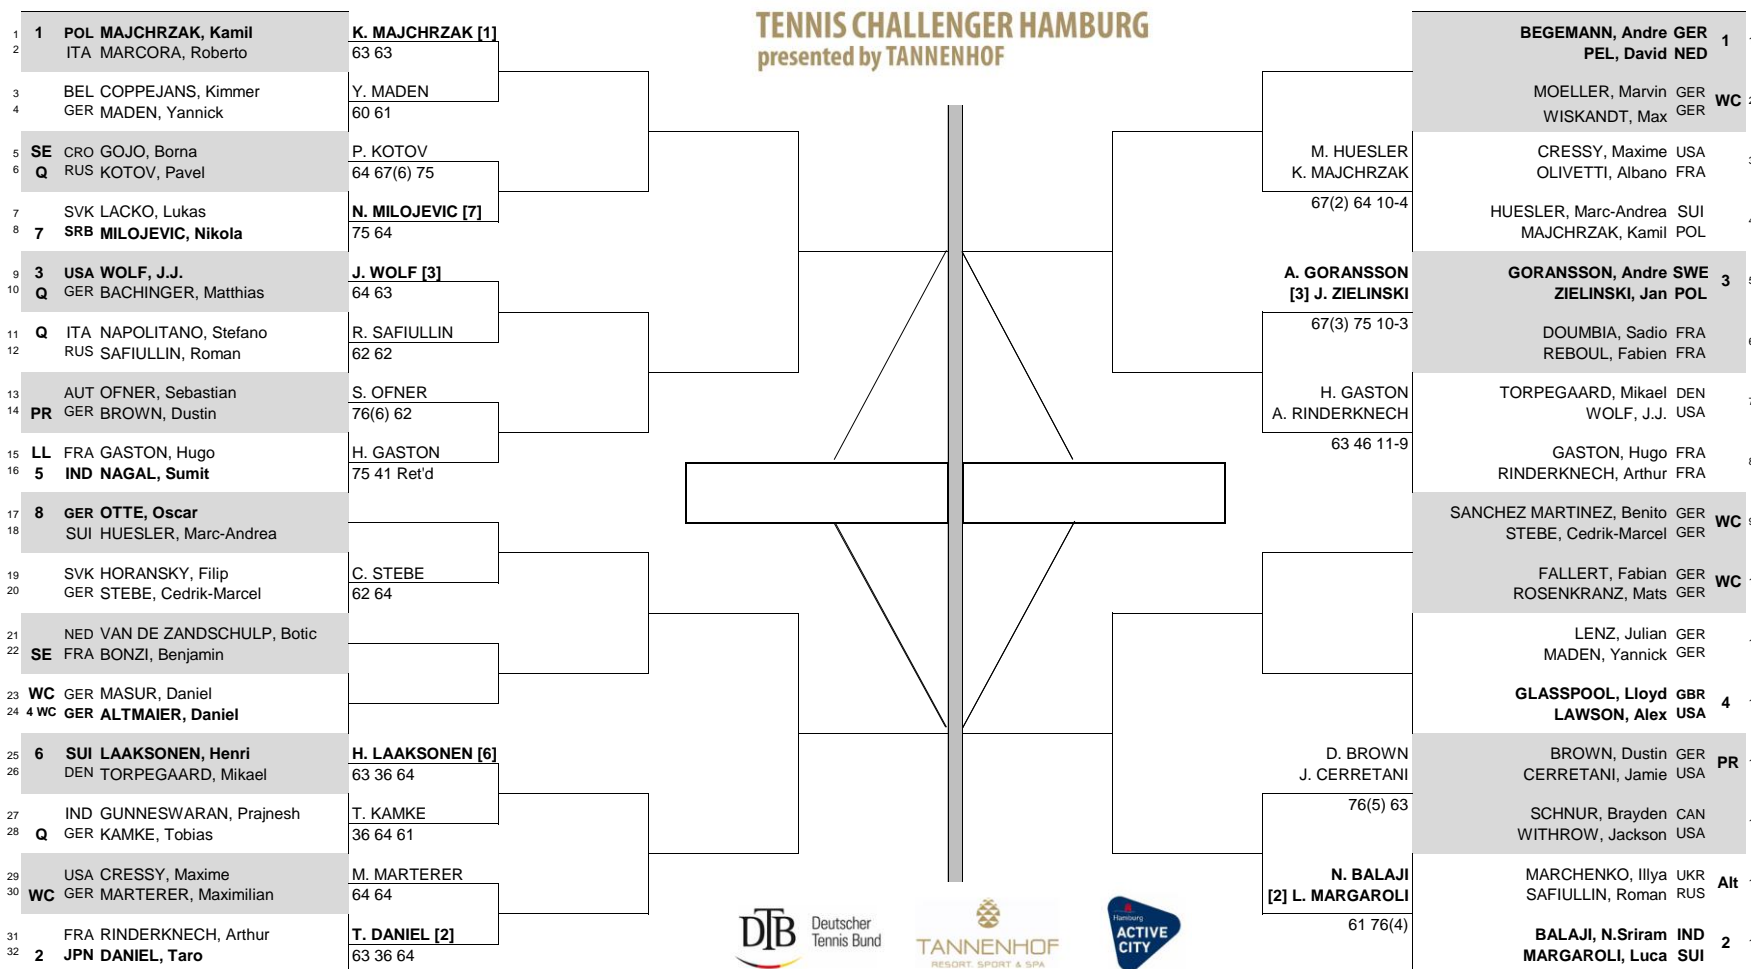 TENNIS CHALLENGER HAMBURG
presented by TANNENHOF
1 1 POL MAJCHRZAK, Kamil
2 ITA MARCORA, Roberto
3 BEL COPPEJANS, Kimmer
4 GER MADEN, Yannick
5 SE CRO GOJO, Borna
6 Q RUS KOTOV, Pavel
7 SVK LACKO, Lukas
8 7 SRB MILOJEVIC, Nikola
9 3 USA WOLF, J.J.
10 Q GER BACHINGER, Matthias
11 Q ITA NAPOLITANO, Stefano
12 RUS SAFIULLIN, Roman
13 AUT OFNER, Sebastian
14 PR GER BROWN, Dustin
15 LL FRA GASTON, Hugo
16 5 IND NAGAL, Sumit
17 8 GER OTTE, Oscar
18 SUI HUESLER, Marc-Andrea
19 SVK HORANSKY, Filip
20 GER STEBE, Cedrik-Marcel
21 NED VAN DE ZANDSCHULP, Botic
22 SE FRA BONZI, Benjamin
23 WC GER MASUR, Daniel
24 4 WC GER ALTMAIER, Daniel
25 6 SUI LAAKSONEN, Henri
26 DEN TORPEGAARD, Mikael
27 IND GUNNESWARAN, Prajnesh
28 Q GER KAMKE, Tobias
29 USA CRESSY, Maxime
30 WC GER MARTERER, Maximilian
31 FRA RINDERKNECH, Arthur
32 2 JPN DANIEL, Taro
K. MAJCHRZAK [1]
63 63
Y. MADEN
60 61
P. KOTOV
64 67(6) 75
N. MILOJEVIC [7]
75 64
J. WOLF [3]
64 63
R. SAFIULLIN
62 62
S. OFNER
76(6) 62
H. GASTON
75 41 Ret'd
C. STEBE
62 64
H. LAAKSONEN [6]
63 36 64
T. KAMKE
36 64 61
M. MARTERER
64 64
T. DANIEL [2]
63 36 64
M. HUESLER
K. MAJCHRZAK
67(2) 64 10-4
A. GORANSSON
[3] J. ZIELINSKI
67(3) 75 10-3
H. GASTON
A. RINDERKNECH
63 46 11-9
D. BROWN
J. CERRETANI
76(5) 63
N. BALAJI
[2] L. MARGAROLI
61 76(4)
BEGEMANN, Andre GER 1
PEL, David NED
MOELLER, Marvin GER WC
WISKANDT, Max GER
CRESSY, Maxime USA
OLIVETTI, Albano FRA
HUESLER, Marc-Andrea SUI
MAJCHRZAK, Kamil POL
GORANSSON, Andre SWE 3
ZIELINSKI, Jan POL
DOUMBIA, Sadio FRA
REBOUL, Fabien FRA
TORPEGAARD, Mikael DEN
WOLF, J.J. USA
GASTON, Hugo FRA
RINDERKNECH, Arthur FRA
SANCHEZ MARTINEZ, Benito GER WC
STEBE, Cedrik-Marcel GER
FALLERT, Fabian GER WC
ROSENKRANZ, Mats GER
LENZ, Julian GER
MADEN, Yannick GER
GLASSPOOL, Lloyd GBR 4
LAWSON, Alex USA
BROWN, Dustin GER PR
CERRETANI, Jamie USA
SCHNUR, Brayden CAN
WITHROW, Jackson USA
MARCHENKO, Illya UKR Alt
SAFIULLIN, Roman RUS
BALAJI, N.Sriram IND 2
MARGAROLI, Luca SUI
DTB Deutscher
Tennis Bund
TANNENHOF
RESORT. SPORT & SPA
Hamburg
ACTIVE
CITY